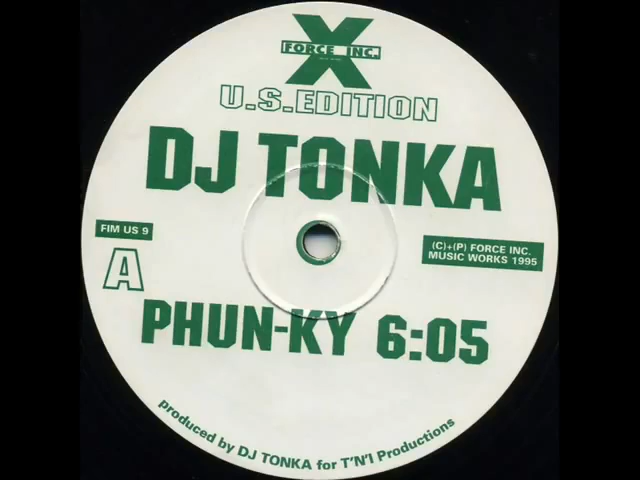 FORCE INC.
U.S. EDITION
DJ TONKA
FIM US 9
A
(C)+(P) FORCE INC.
MUSIC WORKS 1995
PHUN-KY 6:05
produced by DJ TONKA for T'N'I Productions